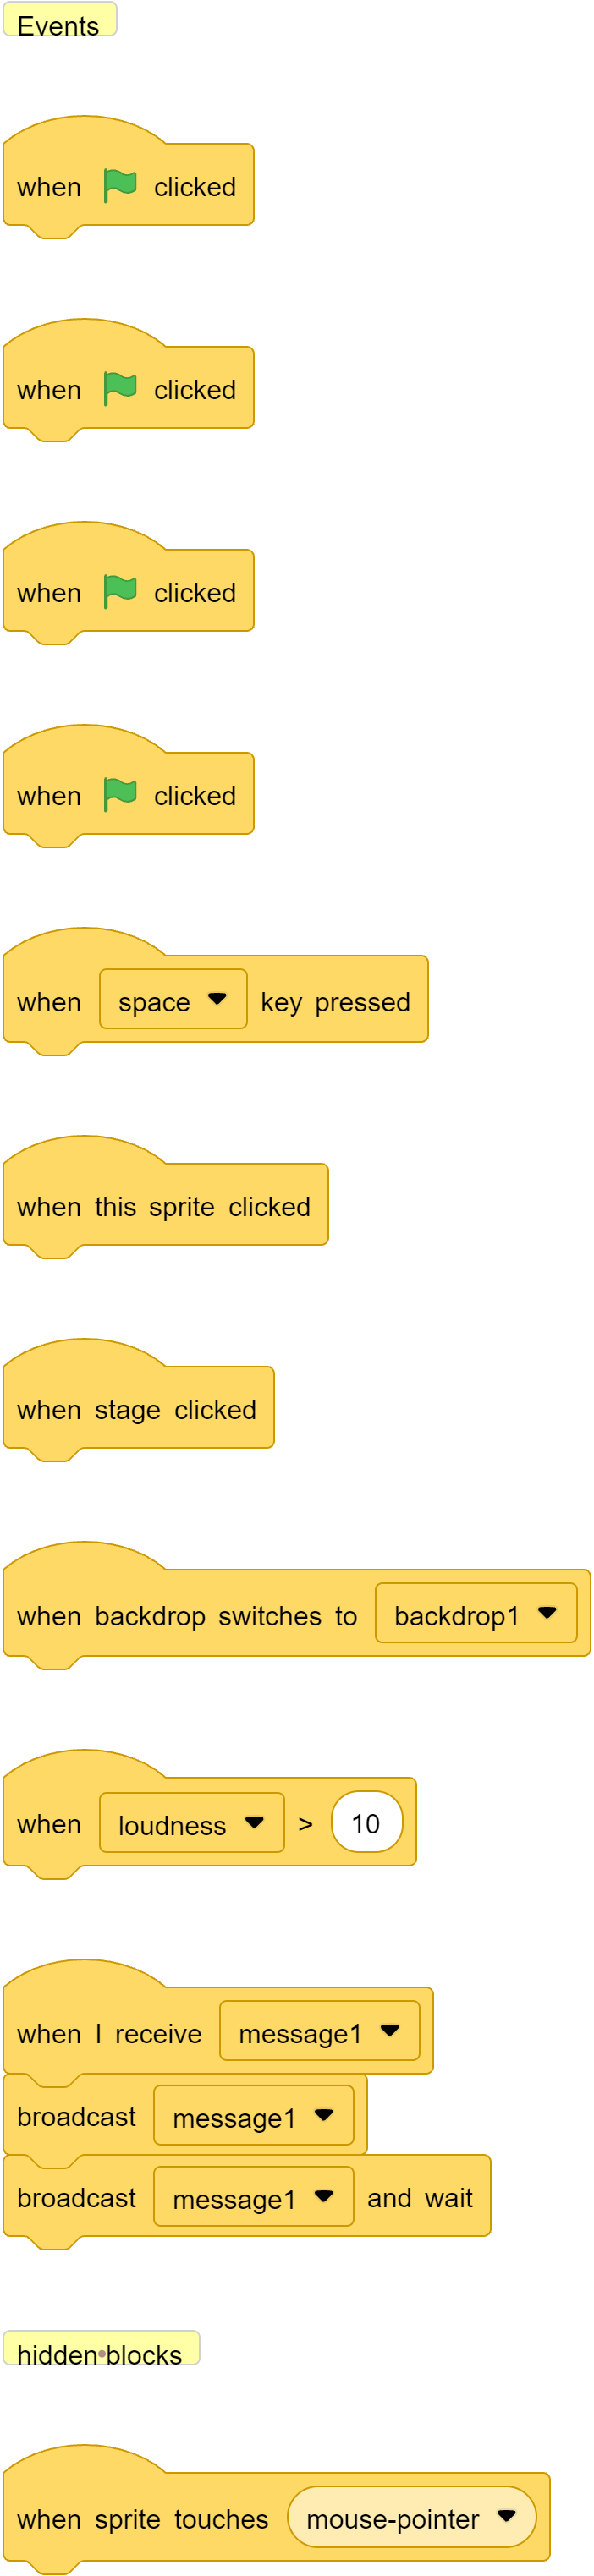 Events
when clicked
when clicked
when clicked
when clicked
when space key pressed
when this sprite clicked
when stage clicked
when backdrop switches to backdrop1
when loudness > 10
when I receive message1
broadcast message1
broadcast message1 and wait
hidden blocks
when sprite touches mouse-pointer